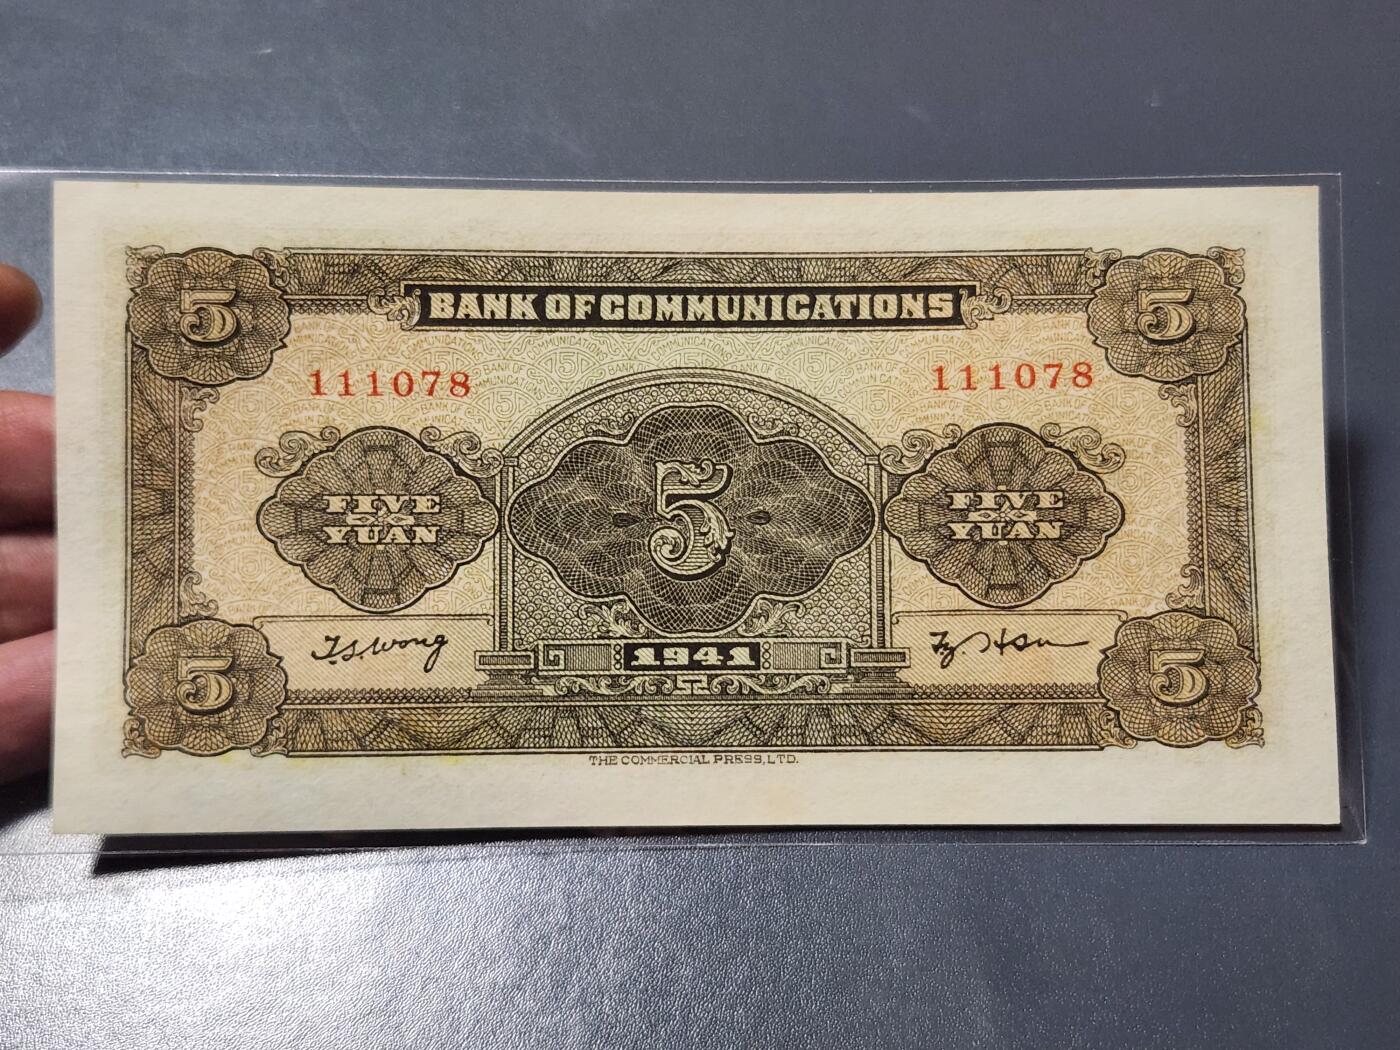 BANK OF COMMUNICATIONS
5 5
111078 111078
5
FIVE YUAN
FIVE YUAN
T.S. Wong
1941
5 5
THE COMMERCIAL PRESS, LTD.